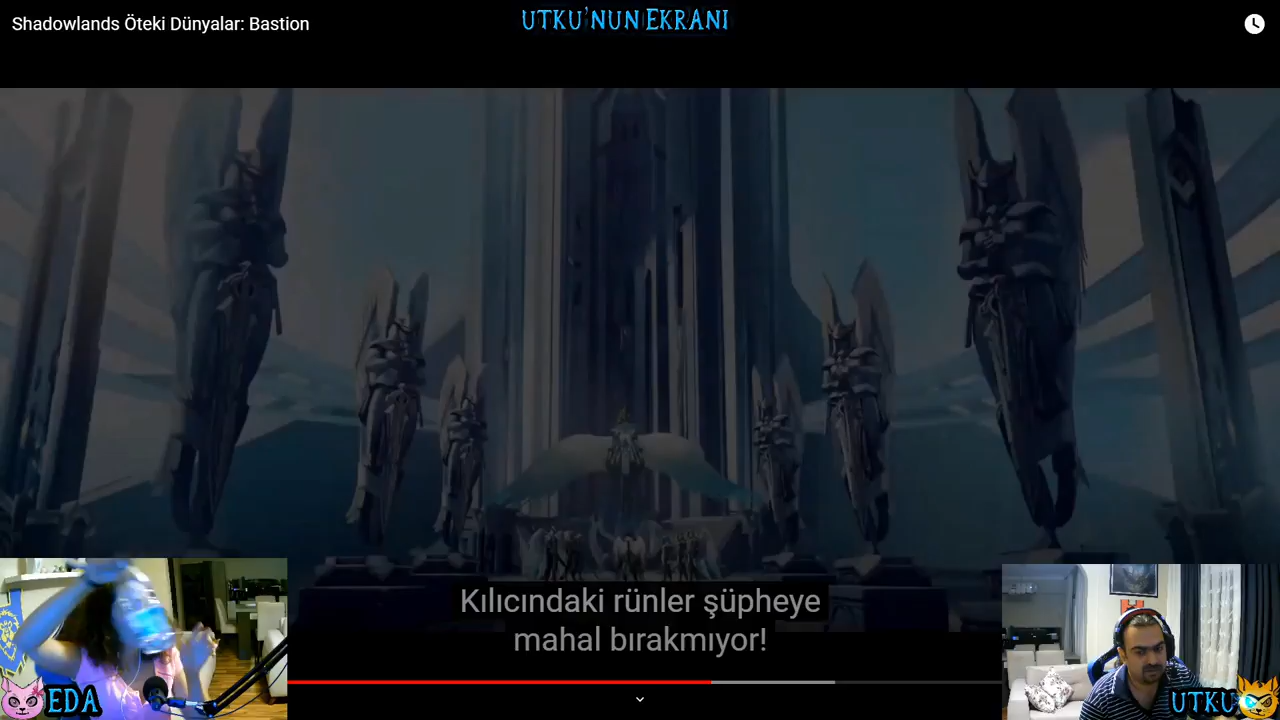 Shadowlands Öteki Dünyalar: Bastion
UTKU'NUN EKRANI
Kılıcındaki rünler şüpheye
mahal bırakmıyor!
EDA
UTKU